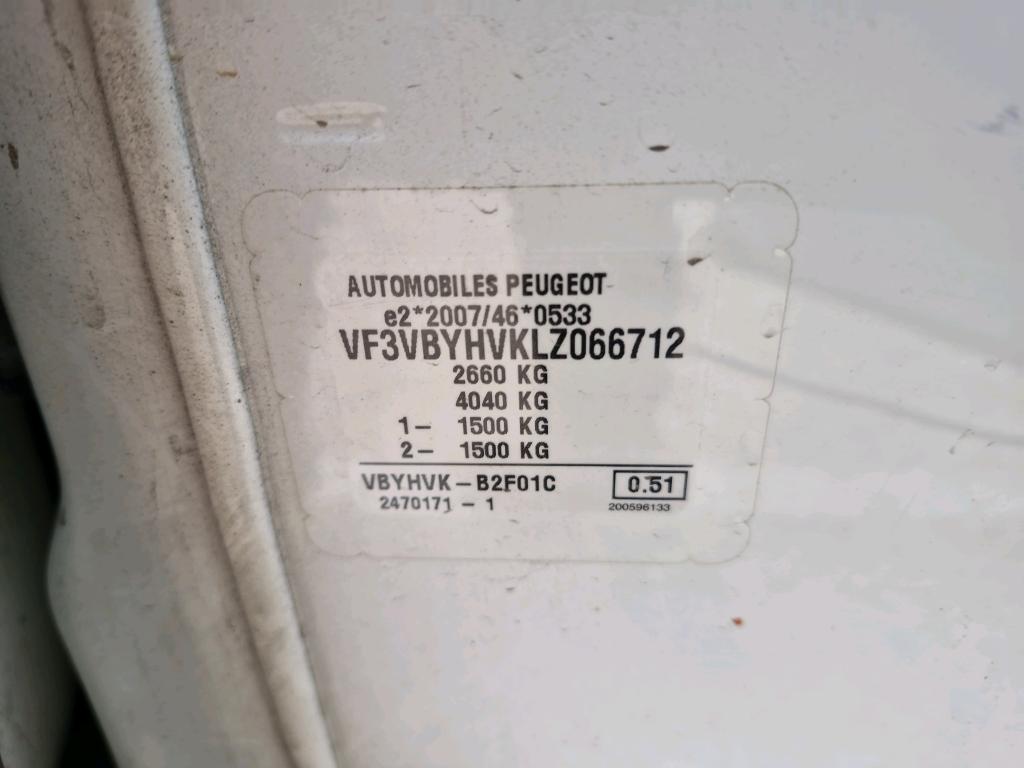 AUTOMOBILES PEUGEOT
e2*2007/46*0533
VF3VBYHVKLZ066712
2660 KG
4040 KG
1- 1500 KG
2- 1500 KG
VBYHVK-B2F01C 0.51
2470171-1 200596133